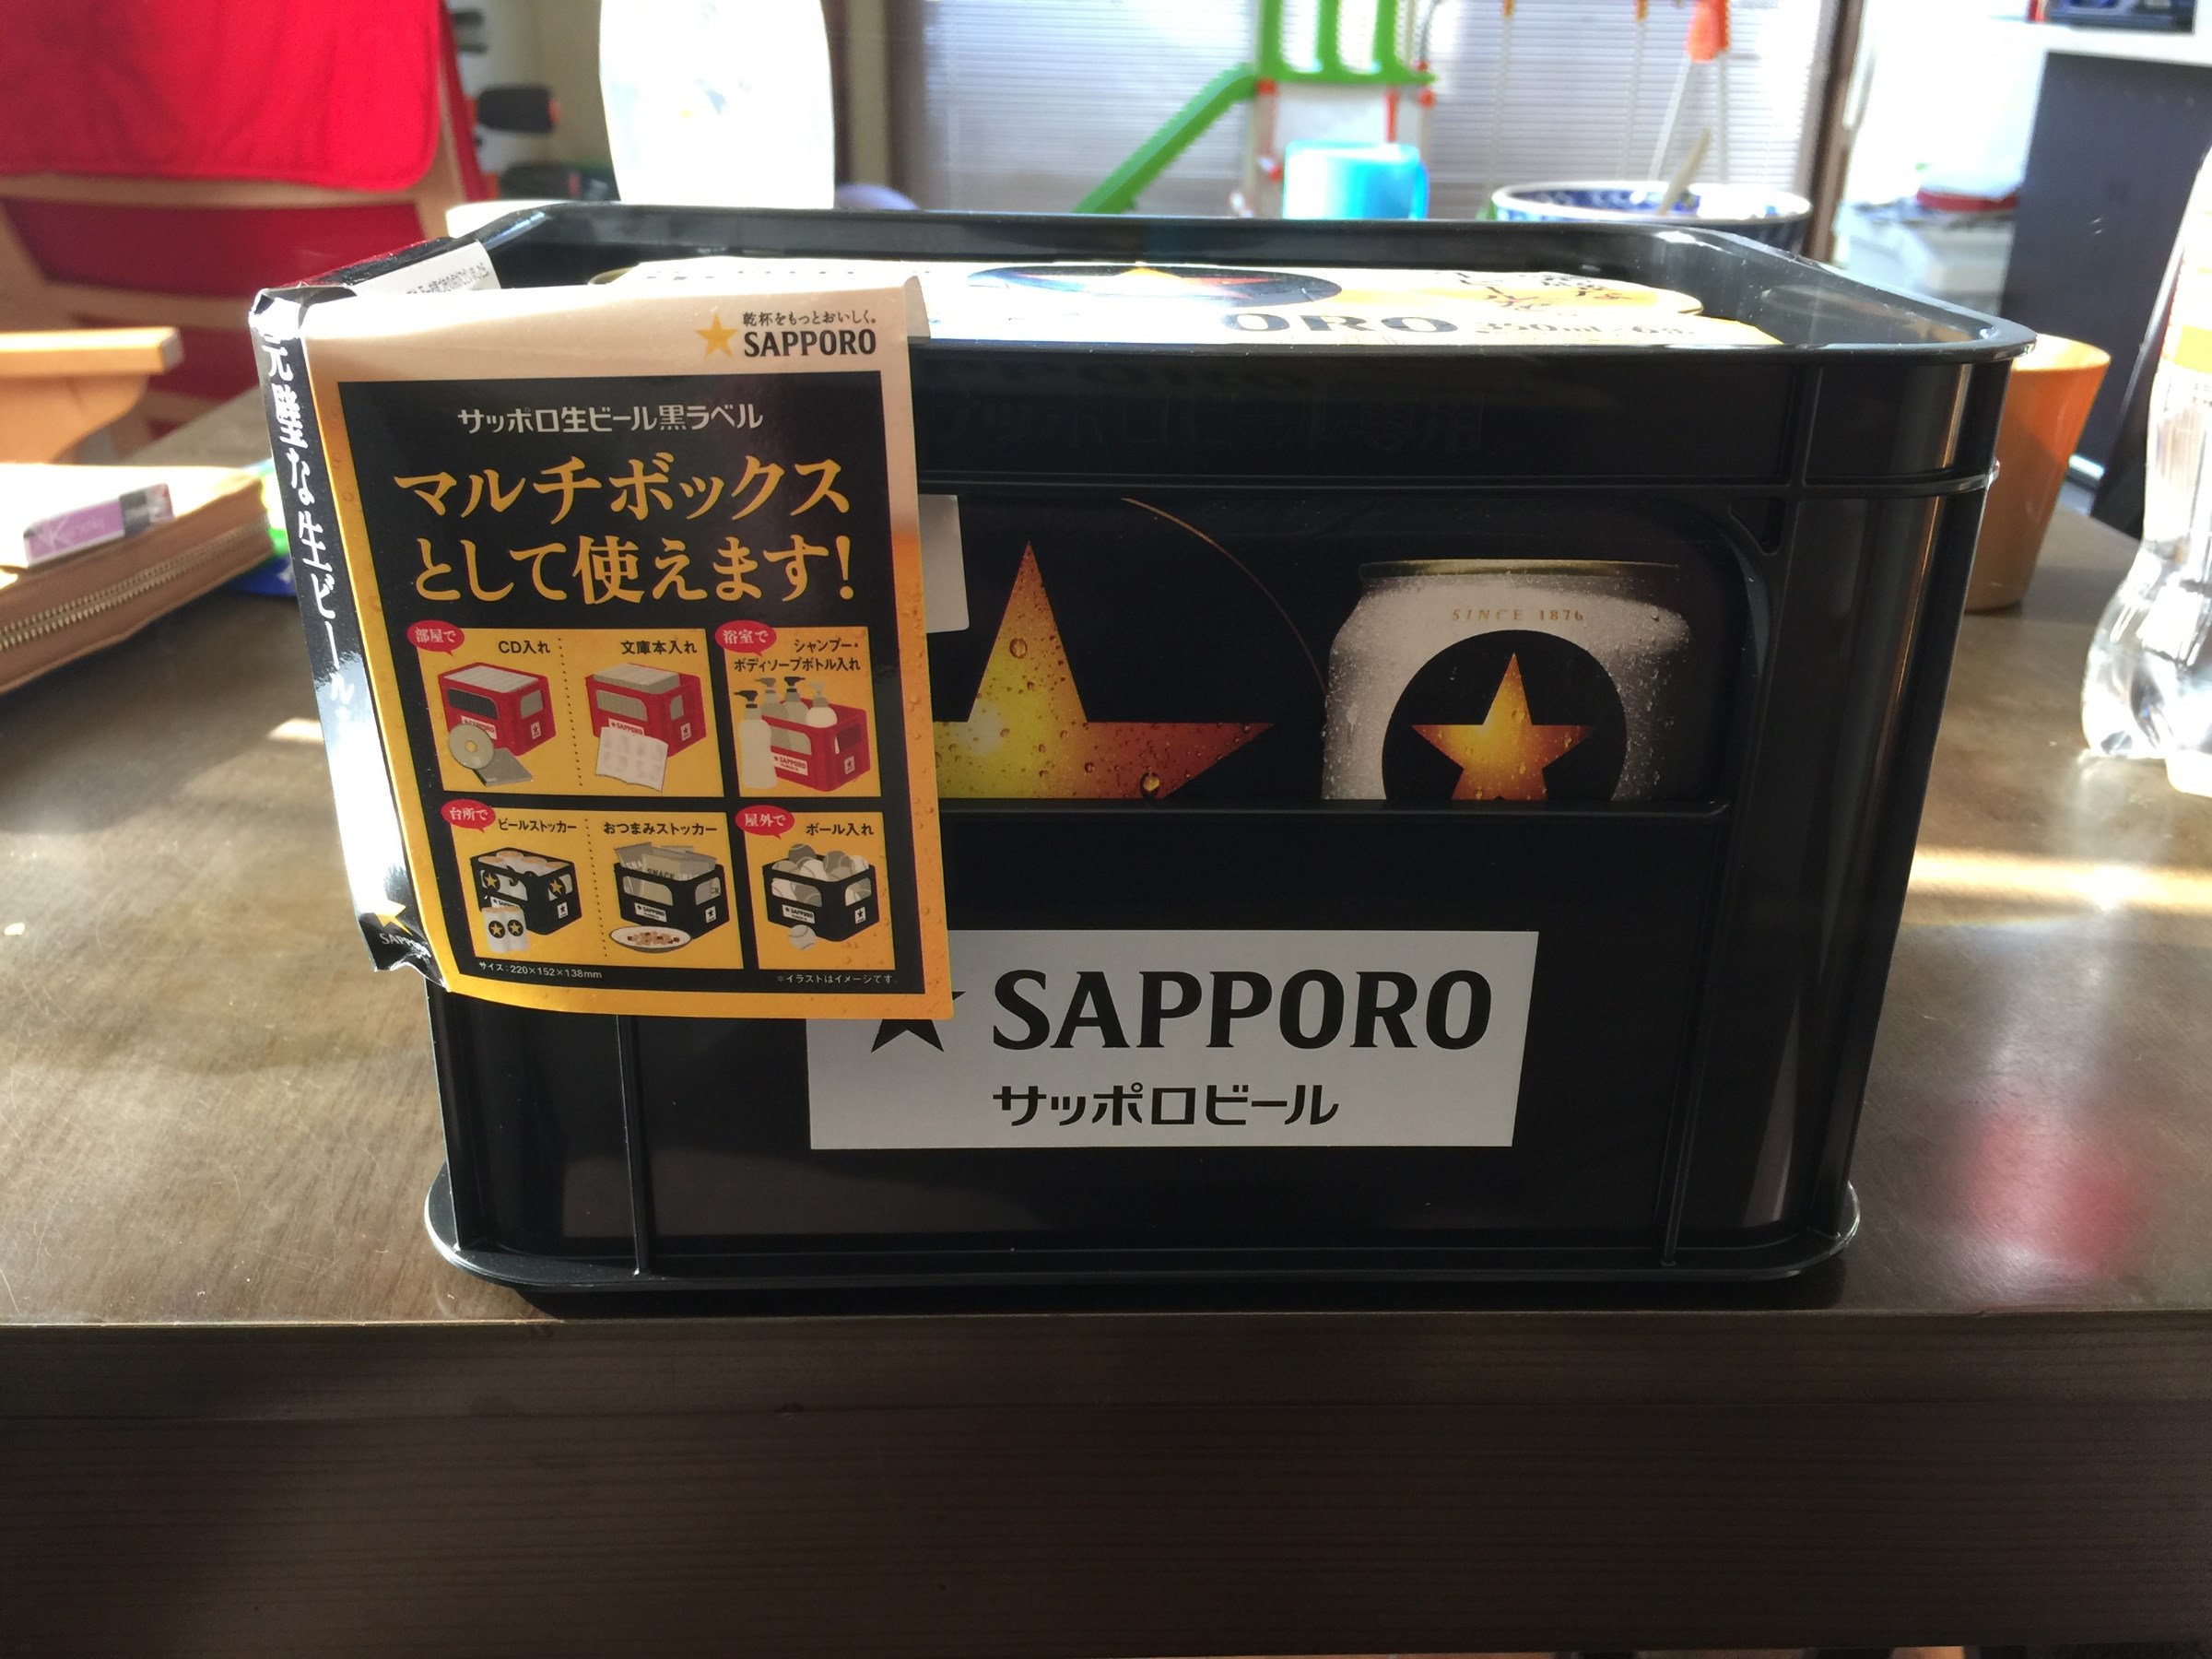 乾杯をもっとおいしく。
SAPPORO
サッポロ生ビール黒ラベル
マルチボックス
として使えます!
部屋で
CD入れ
文庫本入れ
浴室で
シャンプー・
ボディソープボトル入れ
台所で
ビールストッカー
おつまみストッカー
屋外で
ボール入れ
サイズ:220×152×138mm
※イラストはイメージです。
な生ビール
SAPPORO
ORO 350ml
SINCE 1876
SAPPORO
サッポロビール